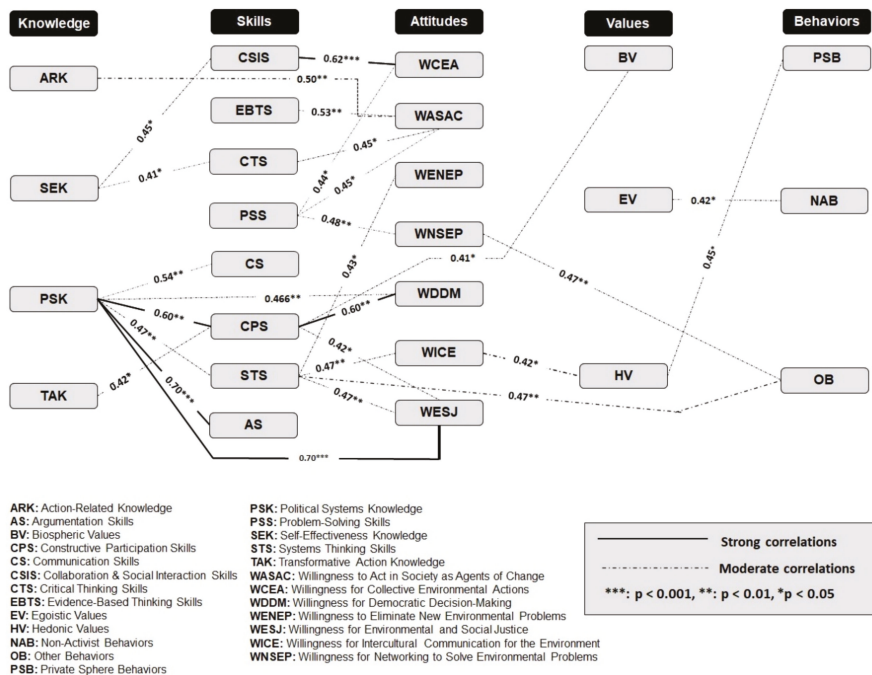 Knowledge Skills Attitudes Values Behaviors
CSIS 0.62*** WCEA BV PSB
ARK 0.50**
EBTS 0.53** WASAC
0.45*
CTS 0.45*
0.41* 0.44* 0.45*
SEK WENEP EV 0.42* NAB
PSS 0.48**
WNSEP
0.43* 0.41* 0.45*
CS 0.47**
0.54**
PSK 0.466** WDDM
0.60** CPS 0.60**
0.47** 0.42* WICE 0.42*
STS 0.47** HV OB
TAK 0.42* 0.70*** 0.47** 0.47**
AS WESJ
0.70***
ARK: Action-Related Knowledge
AS: Argumentation Skills
BV: Biospheric Values
CPS: Constructive Participation Skills
CS: Communication Skills
CSIS: Collaboration & Social Interaction Skills
CTS: Critical Thinking Skills
EBTS: Evidence-Based Thinking Skills
EV: Egoistic Values
HV: Hedonic Values
NAB: Non-Activist Behaviors
OB: Other Behaviors
PSB: Private Sphere Behaviors
PSK: Political Systems Knowledge
PSS: Problem-Solving Skills
SEK: Self-Effectiveness Knowledge
STS: Systems Thinking Skills
TAK: Transformative Action Knowledge
WASAC: Willingness to Act in Society as Agents of Change
WCEA: Willingness for Collective Environmental Actions
WDDM: Willingness for Democratic Decision-Making
WENEP: Willingness to Eliminate New Environmental Problems
WESJ: Willingness for Environmental and Social Justice
WICE: Willingness for Intercultural Communication for the Environment
WNSEP: Willingness for Networking to Solve Environmental Problems
Strong correlations
Moderate correlations
***: p < 0.001, **: p < 0.01, *p < 0.05